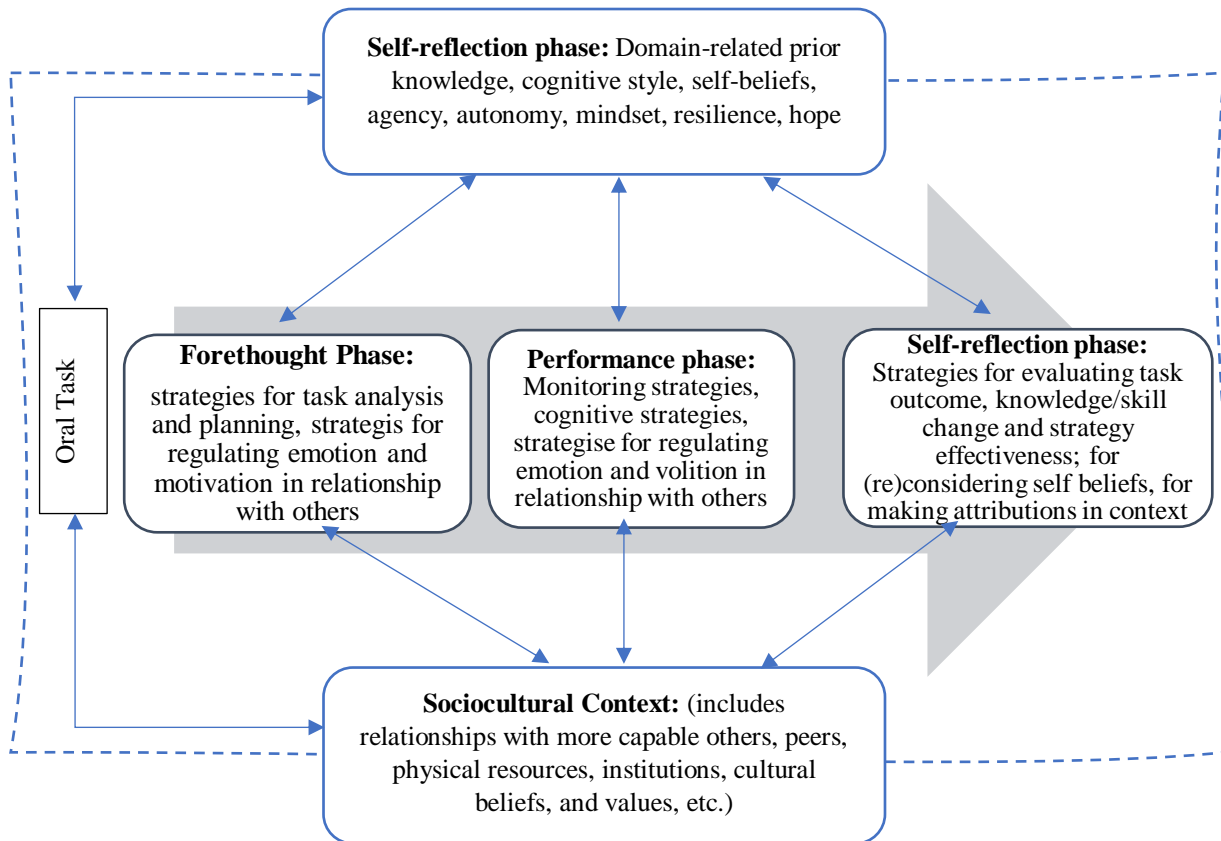 Self-reflection phase: Domain-related prior
knowledge, cognitive style, self-beliefs,
agency, autonomy, mindset, resilience, hope
Oral Task
Forethought Phase:
strategies for task analysis
and planning, strategis for
regulating emotion and
motivation in relationship
with others
Performance phase:
Monitoring strategies,
cognitive strategies,
strategise for regulating
emotion and volition in
relationship with others
Self-reflection phase:
Strategies for evaluating task
outcome, knowledge/skill
change and strategy
effectiveness; for
(re)considering self beliefs, for
making attributions in context
Sociocultural Context: (includes
relationships with more capable others, peers,
physical resources, institutions, cultural
beliefs, and values, etc.)